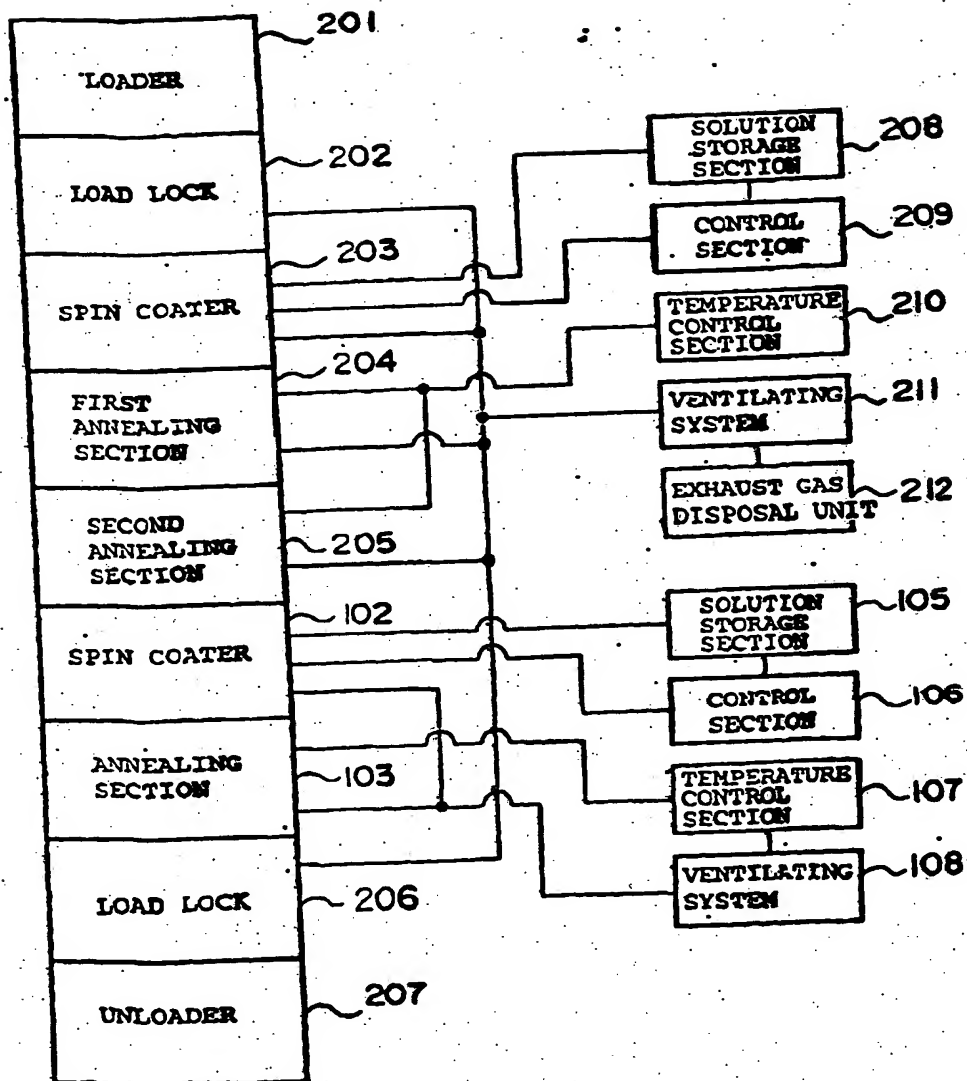 201
LOADER
202
LOAD LOCK
203
SPIN COATER
204
FIRST
ANNEALING
SECTION
SECOND
ANNEALING
SECTION
205
102
SPIN COATER
ANNEALING
SECTION
103
LOAD LOCK
206
UNLOADER
207
SOLUTION
STORAGE
SECTION
208
CONTROL
SECTION
209
TEMPERATURE
CONTROL
SECTION
210
VENTILATING
SYSTEM
211
EXHAUST GAS
DISPOSAL UNIT
212
SOLUTION
STORAGE
SECTION
105
CONTROL
SECTION
106
TEMPERATURE
CONTROL
SECTION
107
VENTILATING
SYSTEM
108